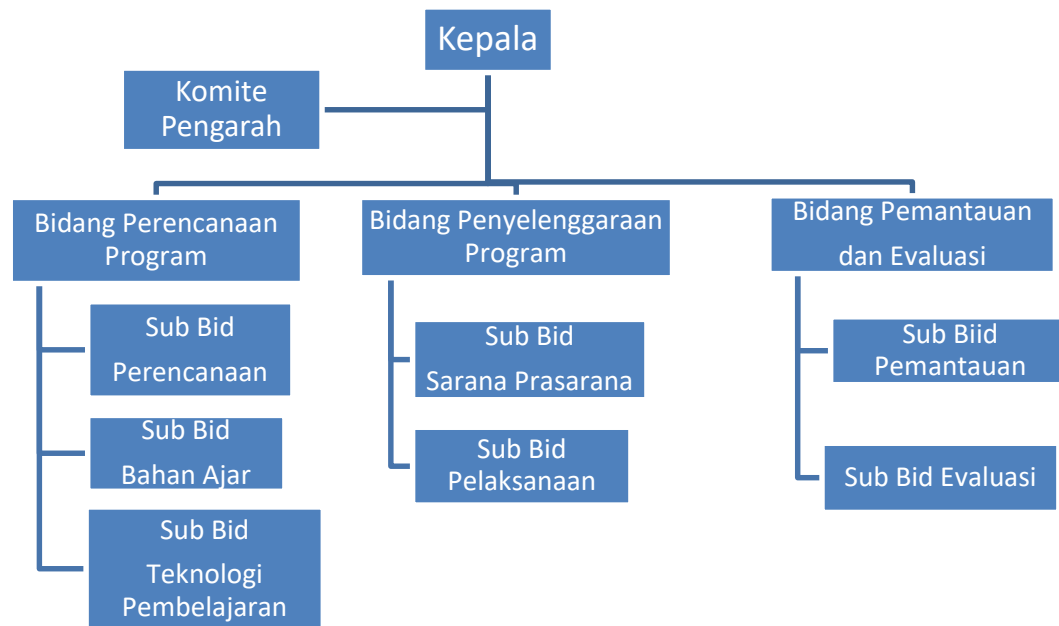 Kepala
Komite
Pengarah
Bidang Perencanaan
Program
Bidang Penyelenggaraan
Program
Bidang Pemantauan
dan Evaluasi
Sub Bid
Perencanaan
Sub Bid
Bahan Ajar
Sub Bid
Teknologi
Pembelajaran
Sub Bid
Sarana Prasarana
Sub Bid
Pelaksanaan
Sub Biid
Pemantauan
Sub Bid Evaluasi